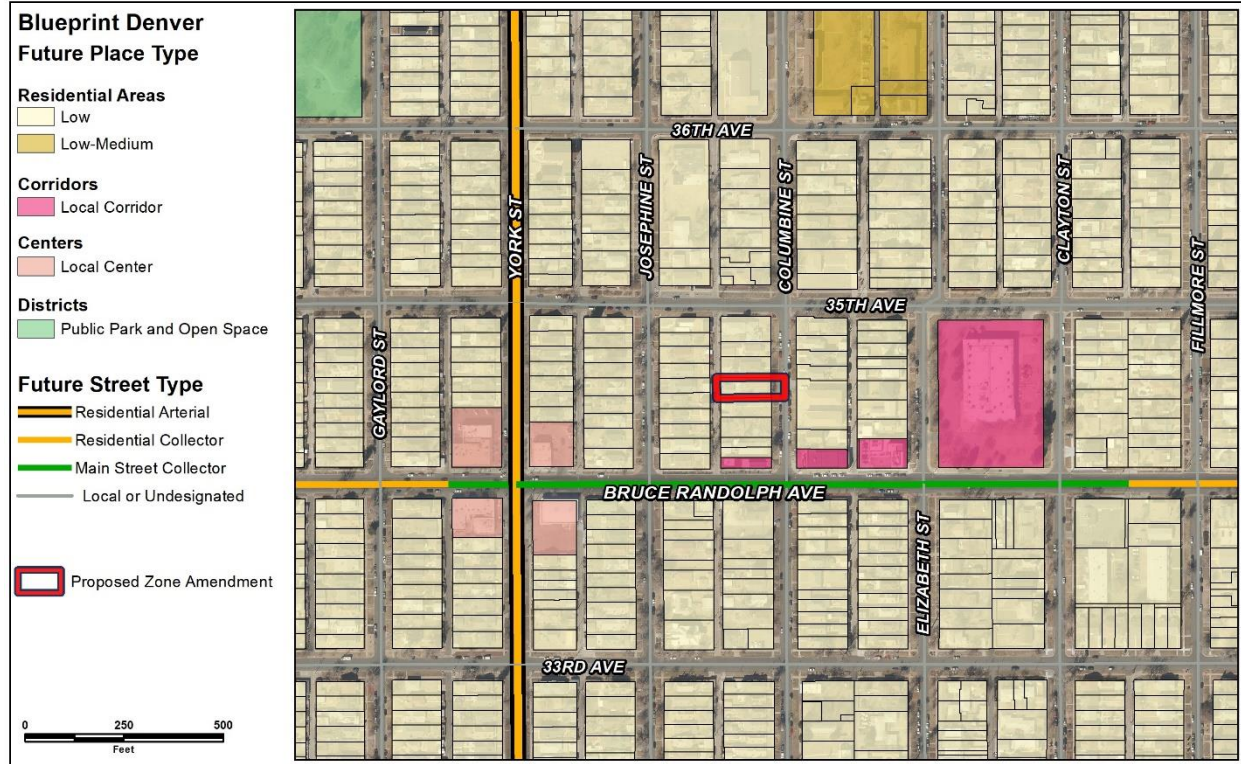 Blueprint Denver
Future Place Type
Residential Areas
Low
Low-Medium
Corridors
Local Corridor
Centers
Local Center
Districts
Public Park and Open Space
Future Street Type
Residential Arterial
Residential Collector
Main Street Collector
Local or Undesignated
Proposed Zone Amendment
0 250 500
Feet
36TH AVE
YORK ST
JOSEPHINE ST
COLUMBINE ST
CLAYTON ST
FILLMORE ST
35TH AVE
GAYLORD ST
BRUCE RANDOLPH AVE
ELIZABETH ST
33RD AVE